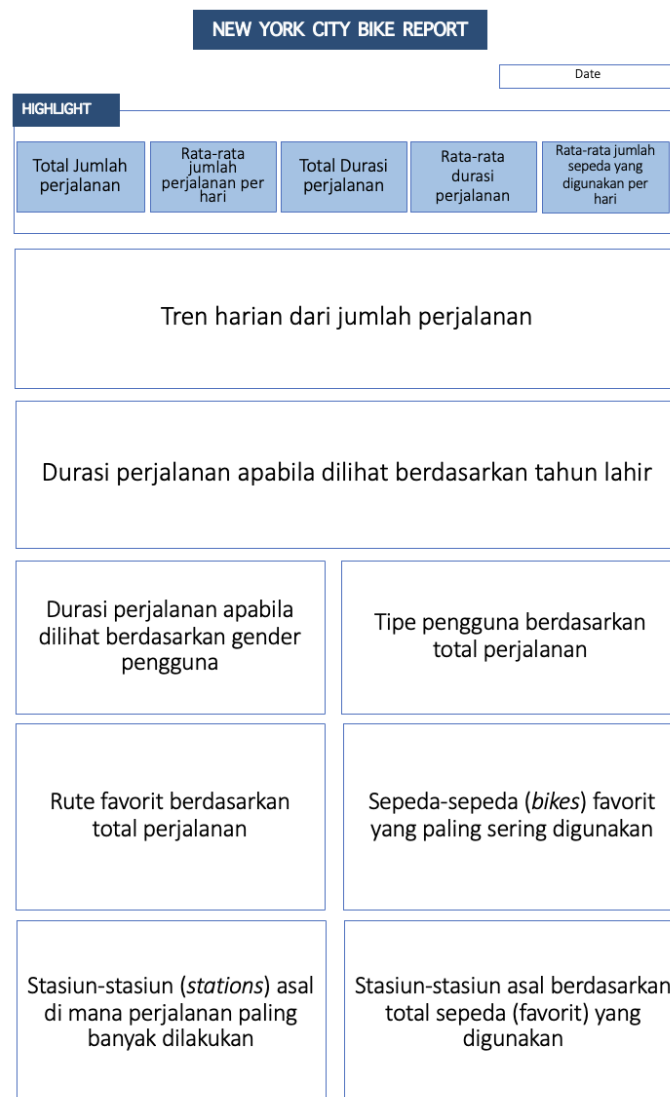 NEW YORK CITY BIKE REPORT
Date
HIGHLIGHT
Total Jumlah
perjalanan
Rata-rata
jumlah
perjalanan per
hari
Total Durasi
perjalanan
Rata-rata
durasi
perjalanan
Rata-rata jumlah
sepeda yang
digunakan per
hari
Tren harian dari jumlah perjalanan
Durasi perjalanan apabila dilihat berdasarkan tahun lahir
Durasi perjalanan apabila
dilihat berdasarkan gender
pengguna
Tipe pengguna berdasarkan
total perjalanan
Rute favorit berdasarkan
total perjalanan
Sepeda-sepeda (bikes) favorit
yang paling sering digunakan
Stasiun-stasiun (stations) asal
di mana perjalanan paling
banyak dilakukan
Stasiun-stasiun asal berdasarkan
total sepeda (favorit) yang
digunakan